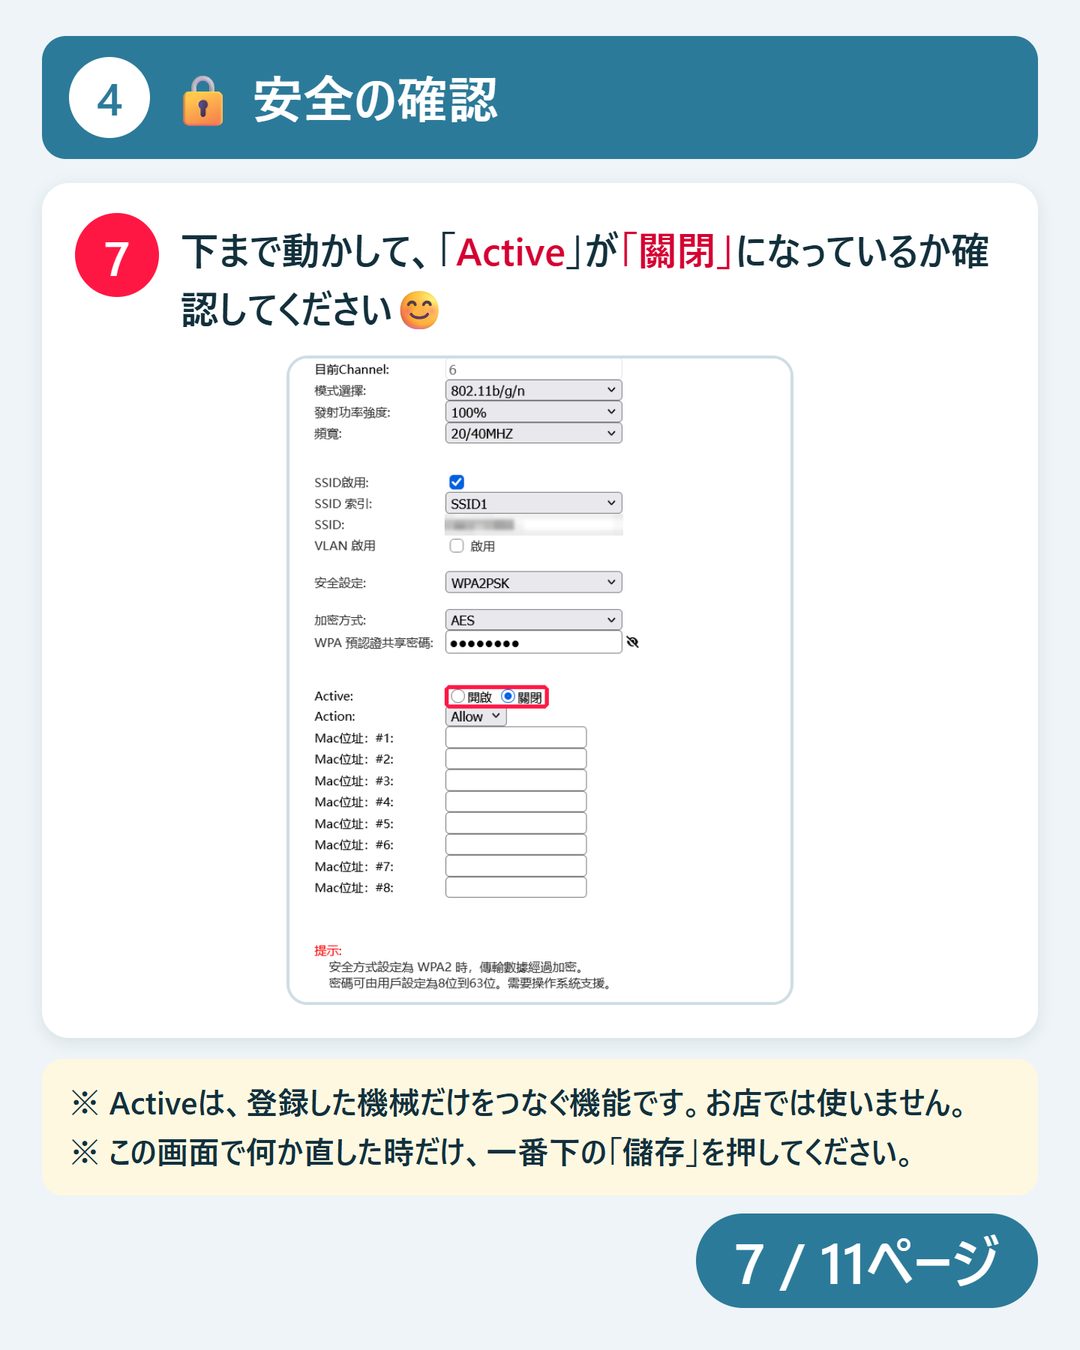 4 🔒 安全の確認
7 下まで動かして、「Active」が「關閉」になっているか確
認してください😊
目前Channel: 6
模式選擇: 802.11b/g/n
發射功率強度: 100%
頻寬: 20/40MHZ
SSID啟用:
SSID 索引: SSID1
SSID:
VLAN 啟用 啟用
安全設定: WPA2PSK
加密方式: AES
WPA 預認證共享密碼: ●●●●●●●●
Active: 開啟 關閉
Action: Allow
Mac位址: #1:
Mac位址: #2:
Mac位址: #3:
Mac位址: #4:
Mac位址: #5:
Mac位址: #6:
Mac位址: #7:
Mac位址: #8:
提示:
安全方式設定為 WPA2 時，傳輸數據經過加密。
密碼可由用戶設定為8位到63位。需要操作系統支援。
※ Activeは、登録した機械だけをつなぐ機能です。お店では使いません。
※ この画面で何か直した時だけ、一番下の「儲存」を押してください。
7 / 11ページ